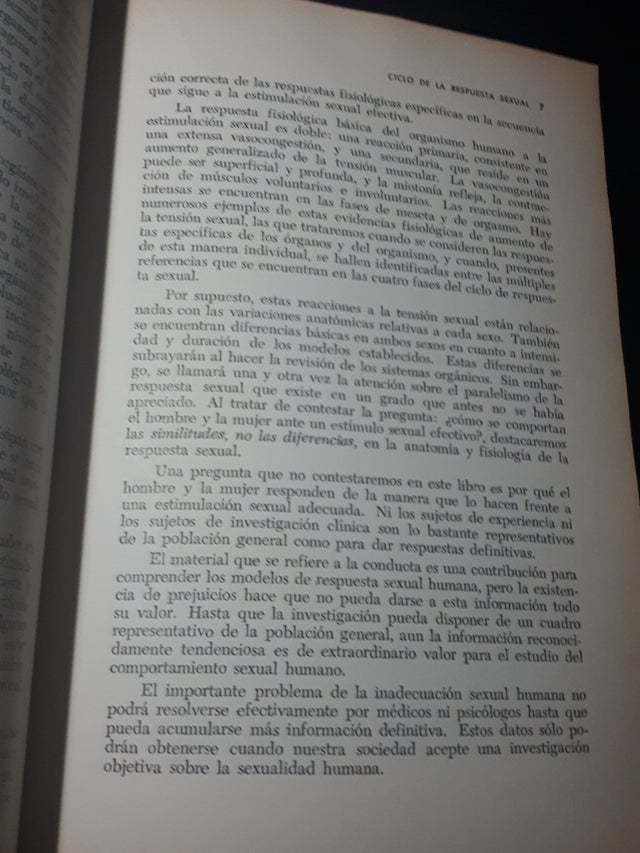 CICLO DE LA RESPUESTA SEXUAL 7
ción correcta de las respuestas fisiológicas específicas en la secuencia
que sigue a la estimulación sexual efectiva.
La respuesta fisiológica básica del organismo humano a la
estimulación sexual es doble: una reacción primaria, consistente en
una extensa vasocongestión, y una secundaria, que reside en un
aumento generalizado de la tensión muscular. La vasocongestión
puede ser superficial y profunda, y la miotonía refleja, la contrac-
ción de músculos voluntarios e involuntarios. Las reacciones más
intensas se encuentran en las fases de meseta y de orgasmo. Hay
numerosos ejemplos de estas evidencias fisiológicas de aumento de
la tensión sexual, las que trataremos cuando se consideren las respues-
tas específicas de los órganos y del organismo, y cuando, presentes
de esta manera individual, se hallen identificadas entre las múltiples
referencias que se encuentran en las cuatro fases del ciclo de respues-
ta sexual.
Por supuesto, estas reacciones a la tensión sexual están relacio-
nadas con las variaciones anatómicas relativas a cada sexo. También
se encuentran diferencias básicas en ambos sexos en cuanto a intensi-
dad y duración de los modelos establecidos. Estas diferencias se
subrayarán al hacer la revisión de los sistemas orgánicos. Sin embar-
go, se llamará una y otra vez la atención sobre el paralelismo de la
respuesta sexual que existe en un grado que antes no se había
apreciado. Al tratar de contestar la pregunta: ¿cómo se comportan
el hombre y la mujer ante un estímulo sexual efectivo?, destacaremos
las similitudes, no las diferencias, en la anatomía y fisiología de la
respuesta sexual.
Una pregunta que no contestaremos en este libro es por qué el
hombre y la mujer responden de la manera que lo hacen frente a
una estimulación sexual adecuada. Ni los sujetos de experiencia ni
los sujetos de investigación clínica son lo bastante representativos
de la población general como para dar respuestas definitivas.
El material que se refiere a la conducta es una contribución para
comprender los modelos de respuesta sexual humana, pero la existen-
cia de prejuicios hace que no pueda darse a esta información todo
su valor. Hasta que la investigación pueda disponer de un cuadro
representativo de la población general, aun la información reconoci-
damente tendenciosa es de extraordinario valor para el estudio del
comportamiento sexual humano.
El importante problema de la inadecuación sexual humana no
podrá resolverse efectivamente por médicos ni psicólogos hasta que
pueda acumularse más información definitiva. Estos datos sólo po-
drán obtenerse cuando nuestra sociedad acepte una investigación
objetiva sobre la sexualidad humana.